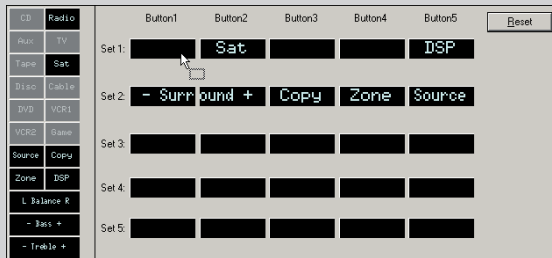 CD Radio
Aux TV
Tape Sat
Disc Cable
DVD VCR1
VCR2 Game
Source Copy
Zone DSP
L Balance R
- Bass +
- Treble +
Button1 Button2 Button3 Button4 Button5
Set 1: Sat DSP
Set 2: - Surround + Copy Zone Source
Set 3:
Set 4:
Set 5:
Reset